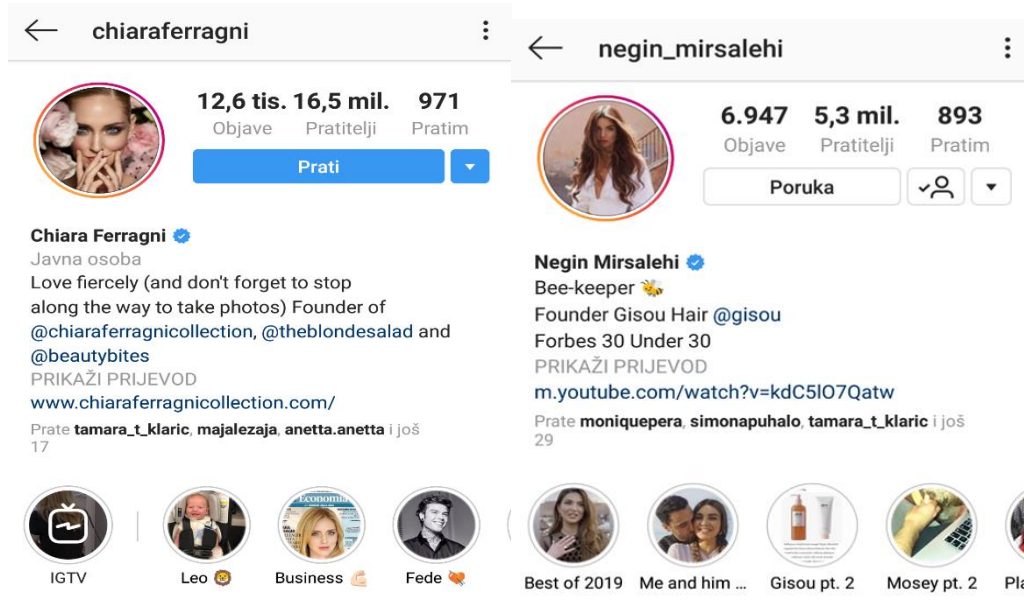 chiaraferragni
12,6 tis. 16,5 mil. 971
Objave Pratitelji Pratim
Prati
Chiara Ferragni
Javna osoba
Love fiercely (and don't forget to stop
along the way to take photos) Founder of
@chiaraferragnicollection, @theblondesalad and
@beautybites
PRIKAŽI PRIJEVOD
www.chiaraferragnicollection.com/
Prate tamara_t_klaric, majalezaja, anetta.anetta i još
17
Economia
IGTV Leo 🦁 Business 💪🏻 Fede 💘
negin_mirsalehi
6.947 5,3 mil. 893
Objave Pratitelji Pratim
Poruka
Negin Mirsalehi
Bee-keeper 🐝
Founder Gisou Hair @gisou
Forbes 30 Under 30
PRIKAŽI PRIJEVOD
m.youtube.com/watch?v=kdC5lO7Qatw
Prate moniquepera, simonapuhalo, tamara_t_klaric i još
29
Best of 2019 Me and him ... Gisou pt. 2 Mosey pt. 2